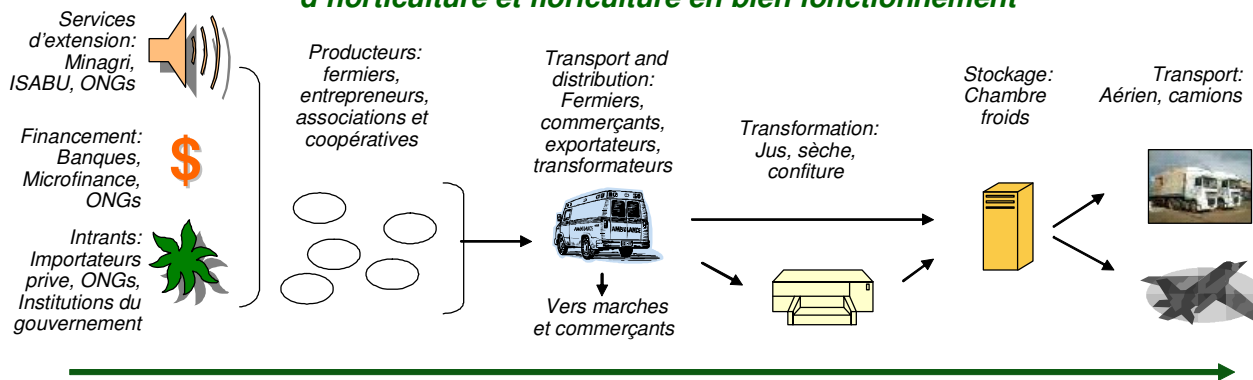 d'horticulture et floriculture en bien fonctionnement
Services
d'extension:
Minagri,
ISABU, ONGs
Financement:
Banques,
Microfinance,
ONGs
$
Intrants:
Importateurs
prive, ONGs,
Institutions du
gouvernement
Producteurs:
fermiers,
entrepreneurs,
associations et
coopératives
Transport and
distribution:
Fermiers,
commerçants,
exportateurs,
transformateurs
AMBULANCE
AMBULANCE
Vers marches
et commerçants
Transformation:
Jus, sèche,
confiture
Stockage:
Chambre
froids
Transport:
Aérien, camions